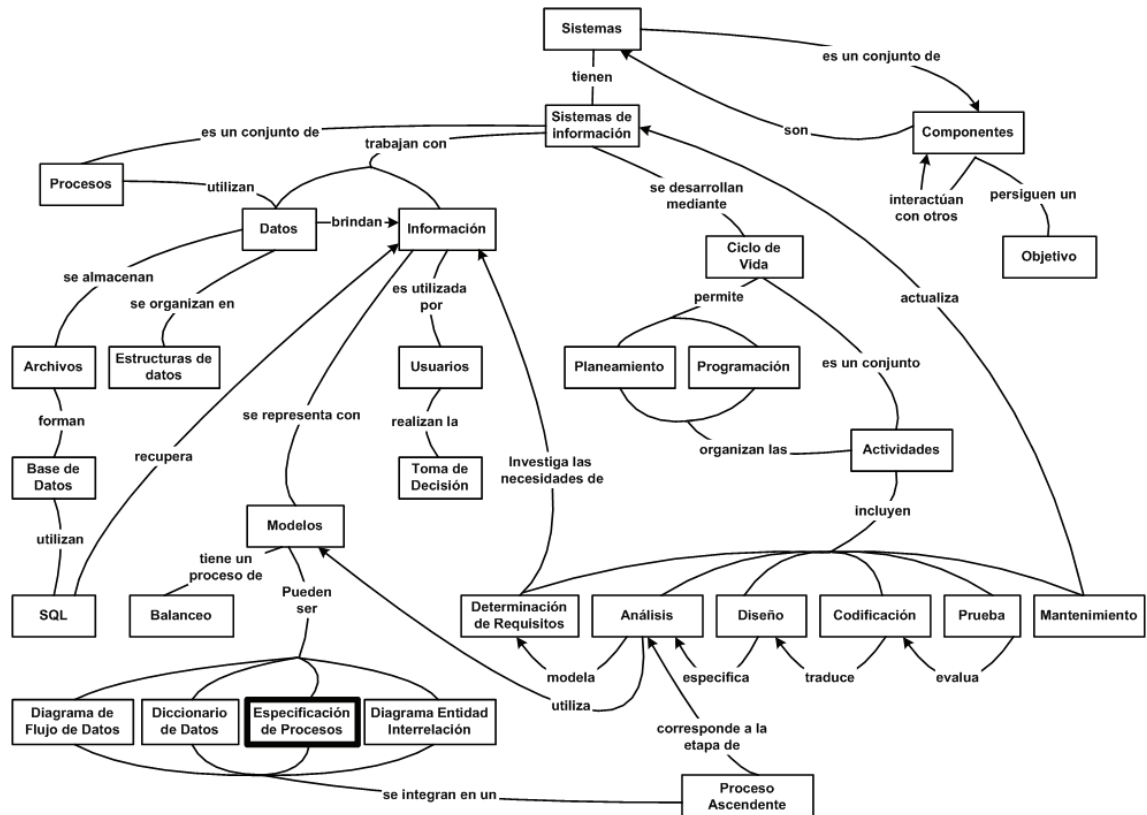 Sistemas
es un conjunto de
tienen
Sistemas de
información
es un conjunto de
trabajan con
son
Componentes
Procesos
utilizan
se desarrollan
mediante
interactúan
con otros
persiguen un
Datos
brindan
Información
Ciclo de
Vida
Objetivo
se almacenan
es utilizada
por
permite
actualiza
se organizan en
Archivos
Estructuras de
datos
Usuarios
Planeamiento
Programación
es un conjunto
forman
se representa con
realizan la
recupera
organizan las
Actividades
Base de
Datos
Toma de
Decisión
Investiga las
necesidades de
Modelos
incluyen
utilizan
tiene un
proceso de
Pueden
ser
SQL
Balanceo
Determinación
de Requisitos
Análisis
Diseño
Codificación
Prueba
Mantenimiento
modela
especifica
traduce
evalua
utiliza
Diagrama de
Flujo de Datos
Diccionario
de Datos
Especificación
de Procesos
Diagrama Entidad
Interrelación
corresponde a la
etapa de
se integran en un
Proceso
Ascendente